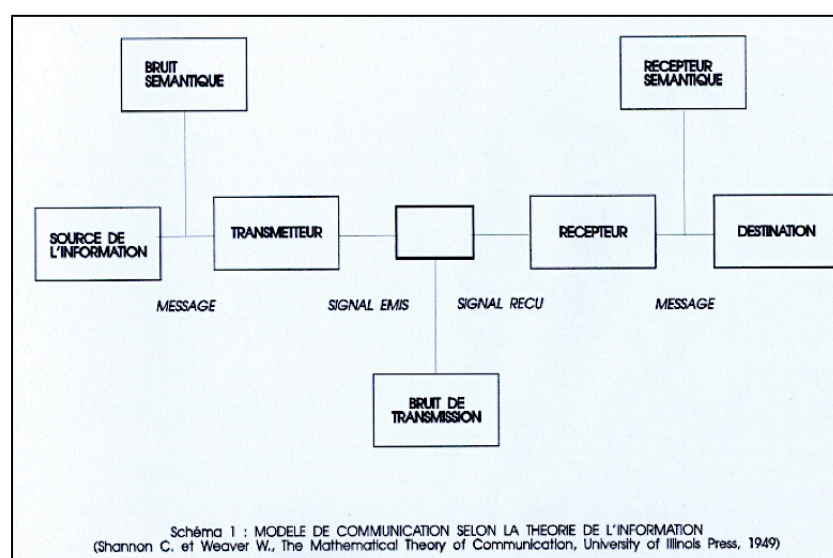 BRUIT
SEMANTIQUE
RECEPTEUR
SEMANTIQUE
SOURCE DE
L'INFORMATION
TRANSMETTEUR
RECEPTEUR
DESTINATION
MESSAGE
SIGNAL EMIS
SIGNAL RECU
MESSAGE
BRUIT DE
TRANSMISSION
Schéma 1 : MODELE DE COMMUNICATION SELON LA THEORIE DE L'INFORMATION
(Shannon C. et Weaver W., The Mathematical Theory of Communication, University of Illinois Press, 1949)